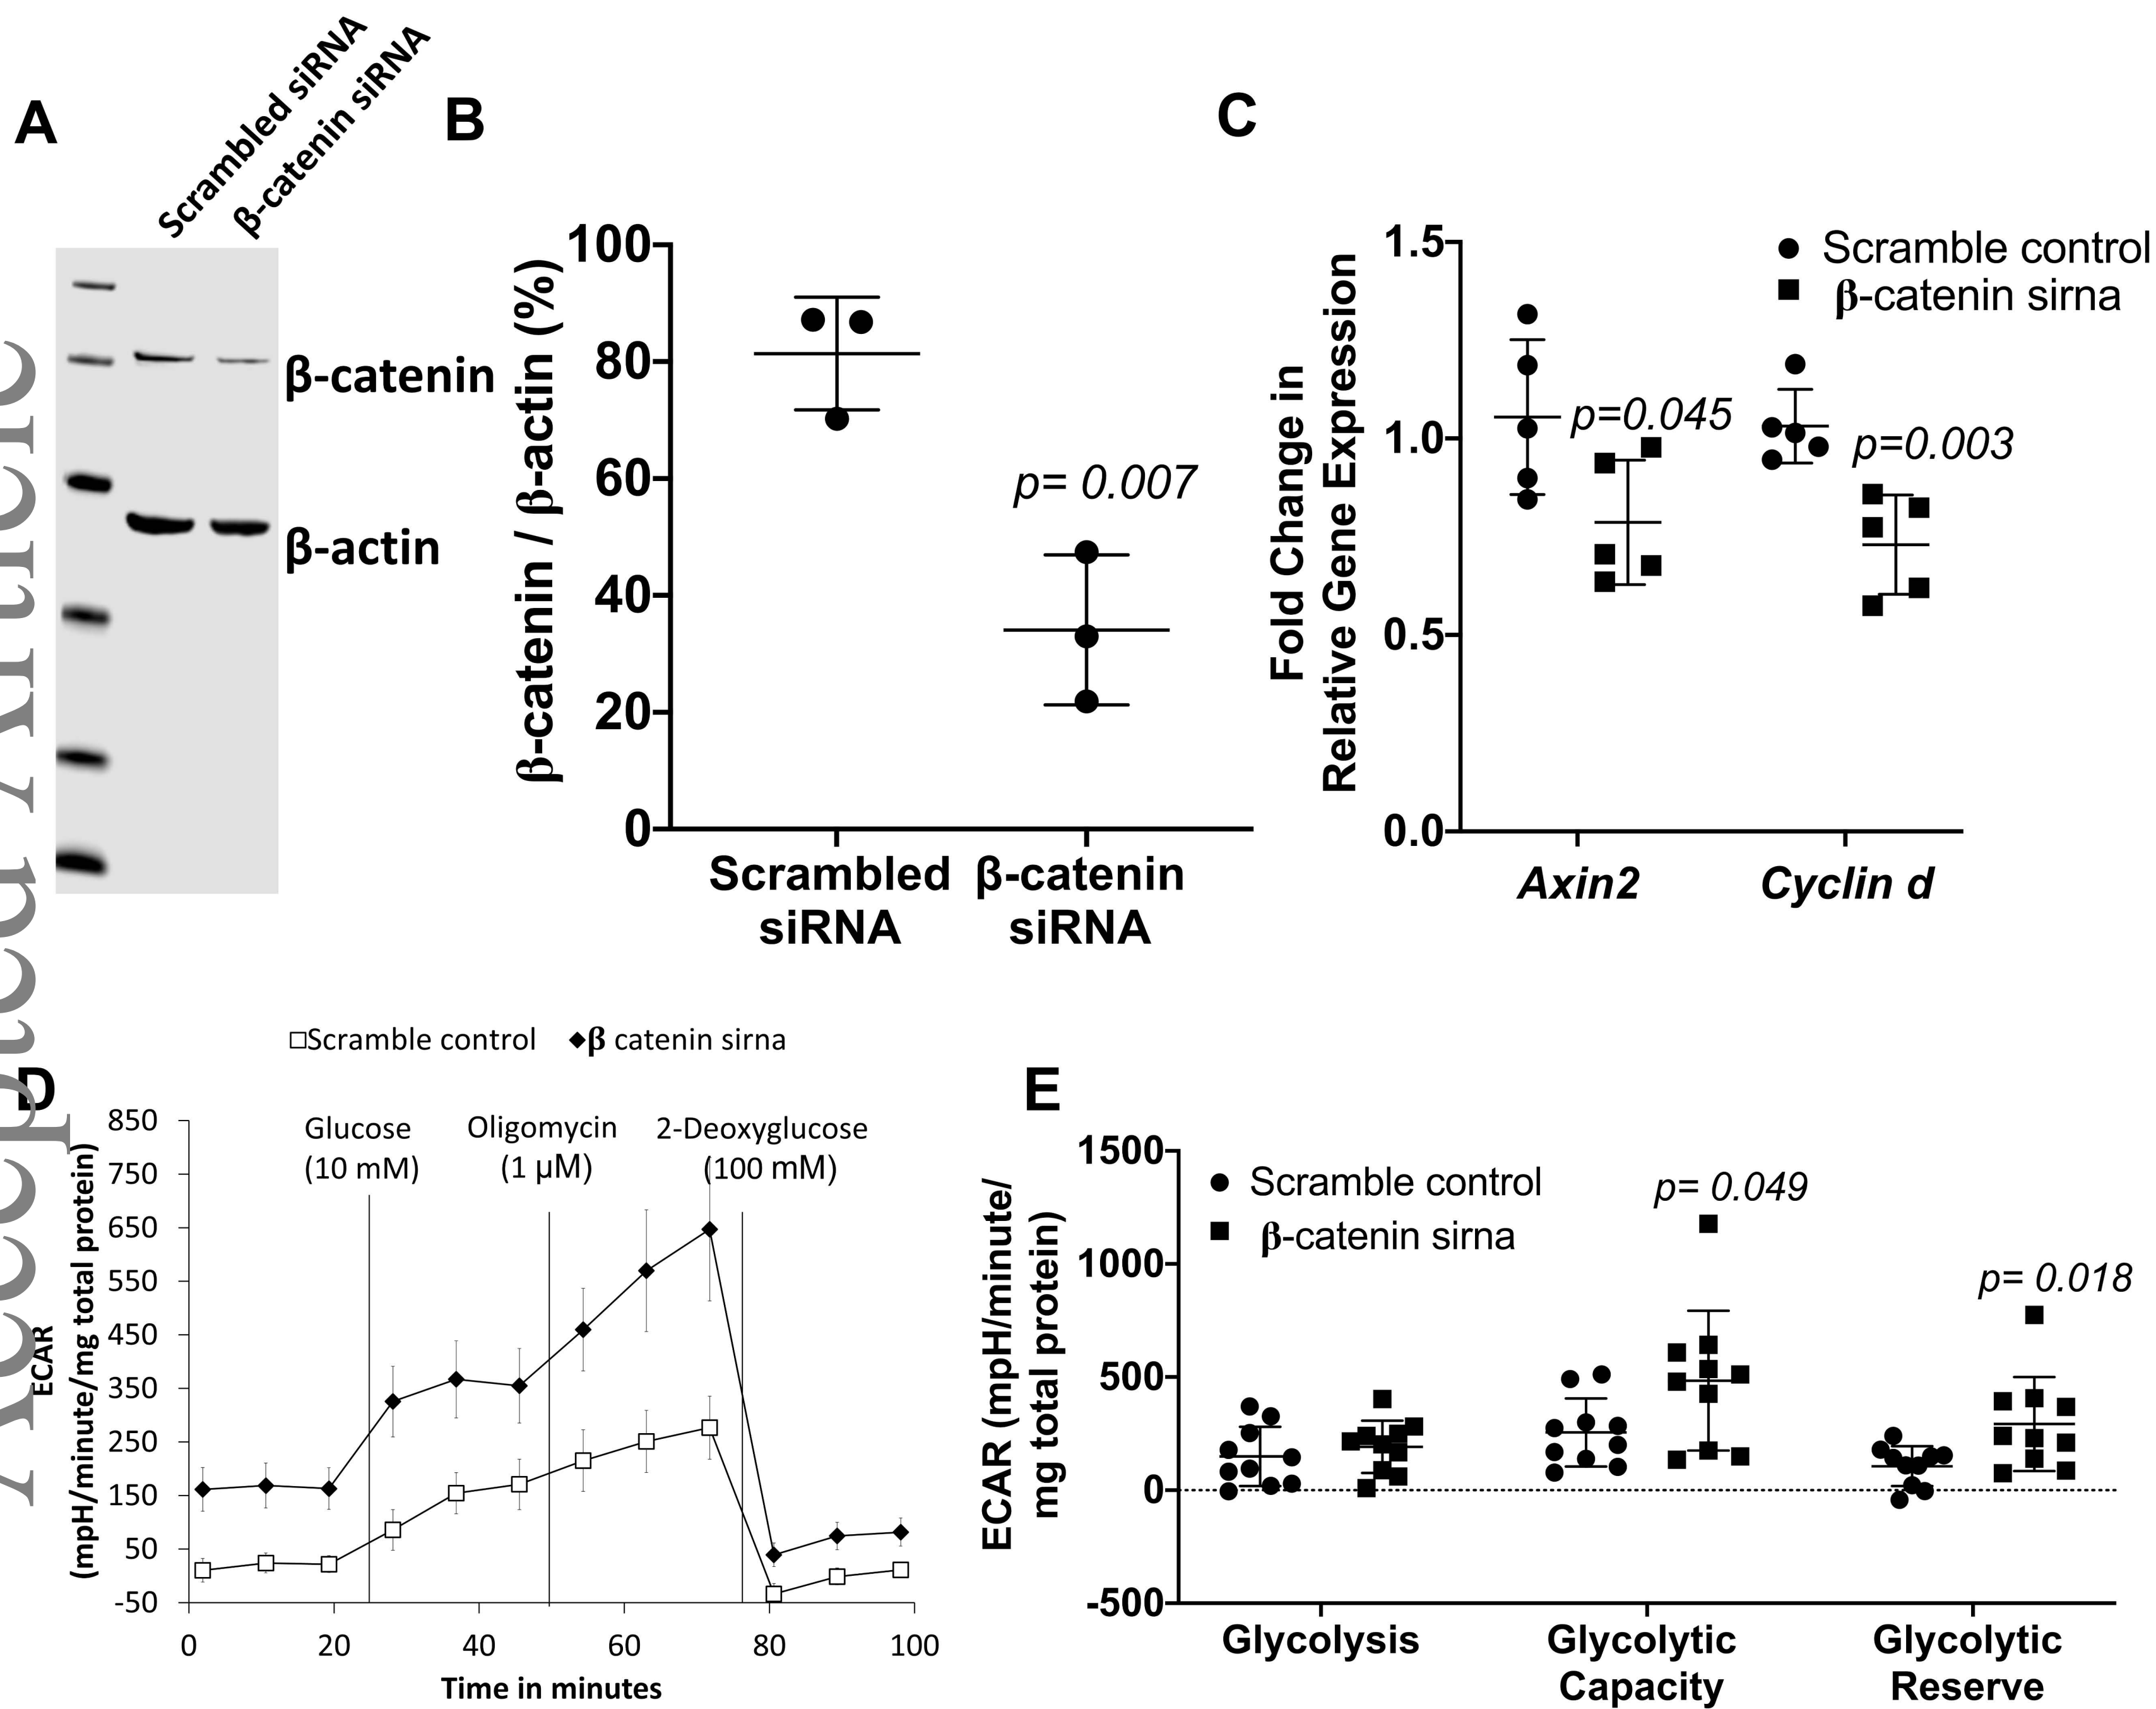 A
Scrambled siRNA
β-catenin siRNA
β-catenin
β-actin
B
β-catenin / β-actin (%)
100
80
60
40
20
0
p= 0.007
Scrambled
siRNA
β-catenin
siRNA
C
Fold Change in
Relative Gene Expression
1.5
1.0
0.5
0.0
Scramble control
β-catenin sirna
p=0.045
p=0.003
Axin2
Cyclin d
Accepted Article
D
Scramble control
β catenin sirna
ECAR
(mpH/minute/mg total protein)
850
750
650
550
450
350
250
150
50
-50
Glucose
(10 mM)
Oligomycin
(1 µM)
2-Deoxyglucose
(100 mM)
0
20
40
60
80
100
Time in minutes
E
ECAR (mpH/minute/
mg total protein)
1500
1000
500
0
-500
Scramble control
β-catenin sirna
p= 0.049
p= 0.018
Glycolysis
Glycolytic
Capacity
Glycolytic
Reserve